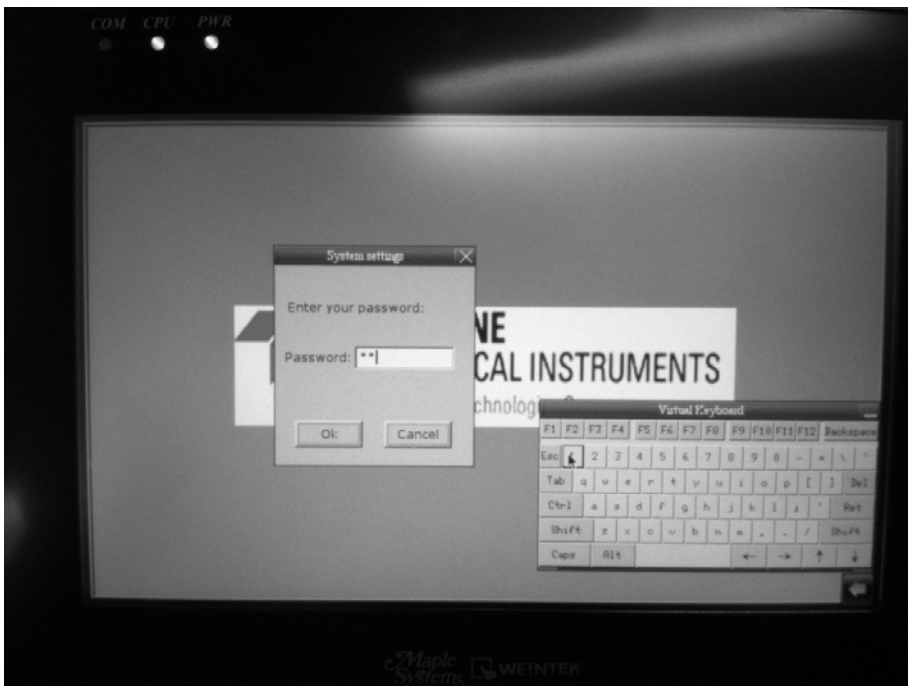 COM CPU PWR
System settings
Enter your password:
Password: **
Ok Cancel
NE
CAL INSTRUMENTS
chnolog
Virtual Keyboard
F1 F2 F3 F4 F5 F6 F7 F8 F9 F10 F11 F12 Backspace
Esc 2 3 4 5 6 7 8 9 0 - = \ `
Tab q w e r t y u i o p [ ] Del
Ctrl a s d f g h j k l ; ' Ret
Shift z x c v b n m , . / Shift
Caps Alt ← → ↑ ↓
Maple Systems WEINTEK